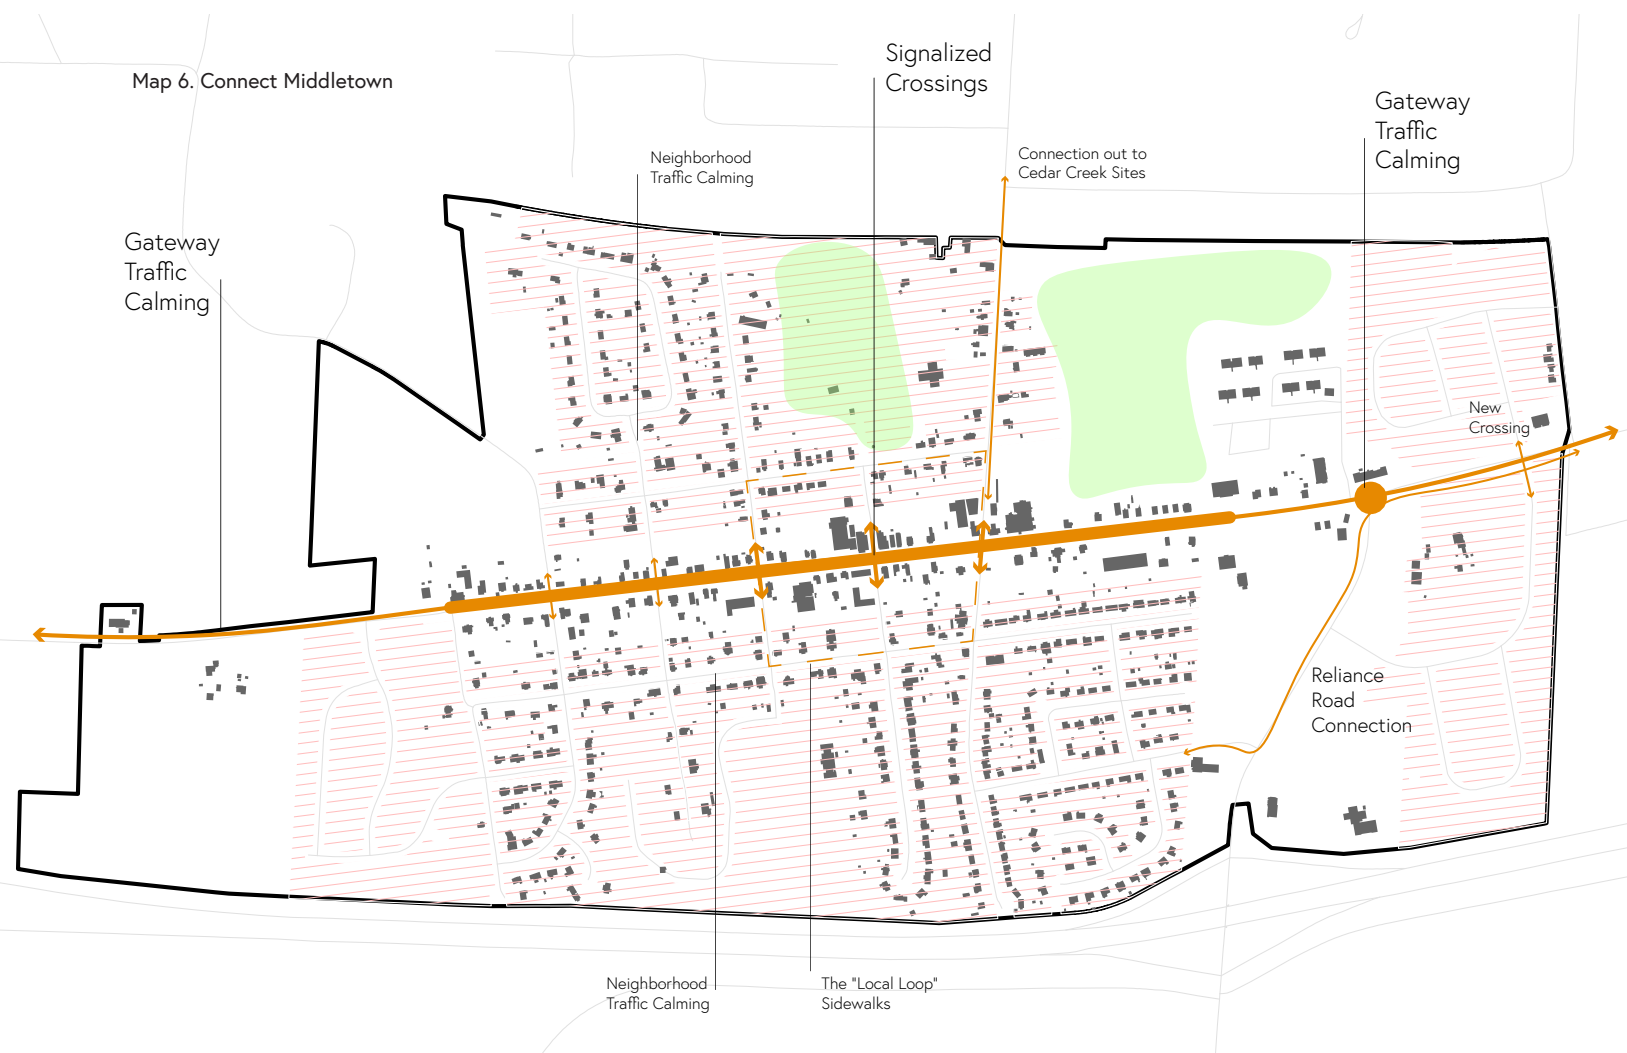 Map 6. Connect Middletown
Signalized
Crossings
Gateway
Traffic
Calming
Neighborhood
Traffic Calming
Connection out to
Cedar Creek Sites
Gateway
Traffic
Calming
New
Crossing
Reliance
Road
Connection
Neighborhood
Traffic Calming
The "Local Loop"
Sidewalks